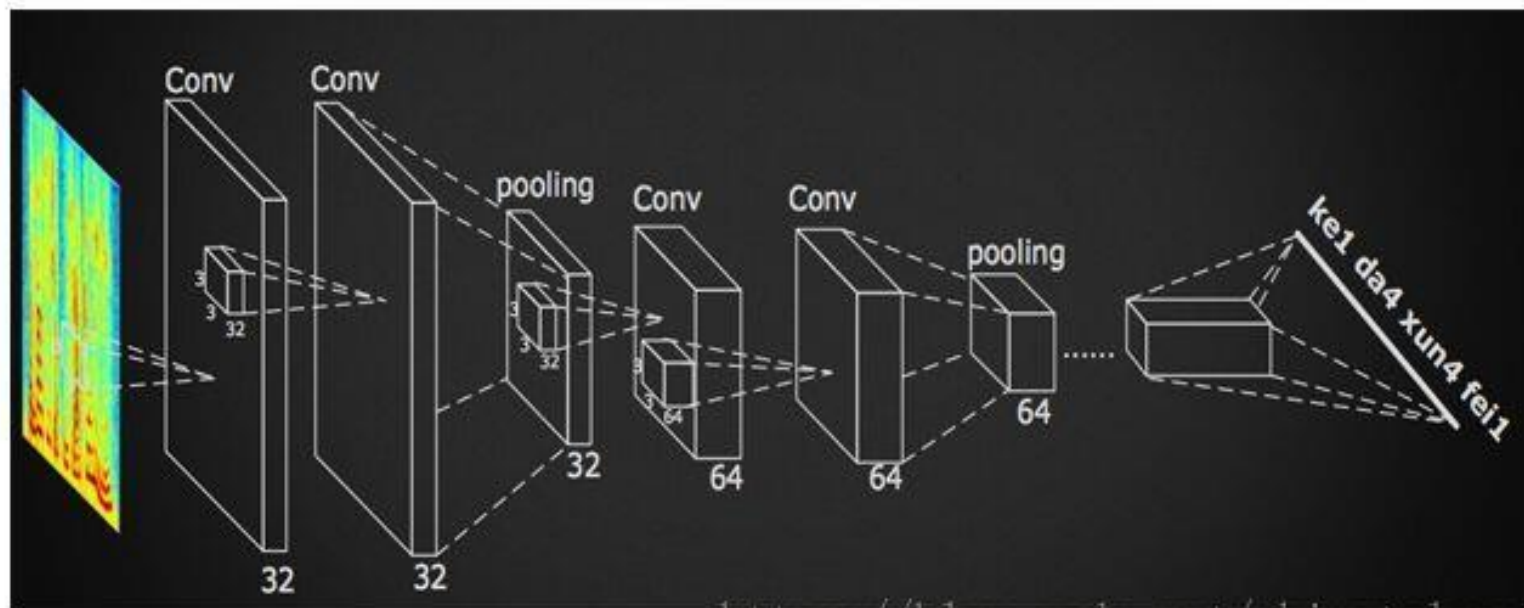 Conv
Conv
pooling
Conv
Conv
pooling
3
3
32
3
3
32
3
3
64
......
ke1 da4 xun4 fei1
32
32
32
64
64
64